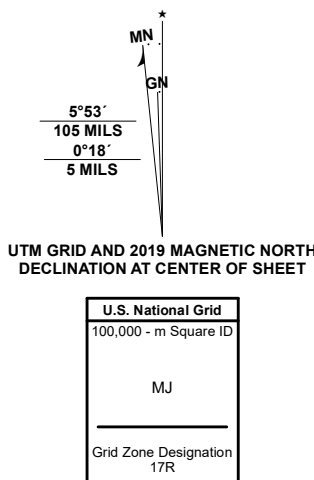 ★
MN
GN
5°53´
105 MILS
0°18´
5 MILS
UTM GRID AND 2019 MAGNETIC NORTH
DECLINATION AT CENTER OF SHEET
U.S. National Grid
100,000 - m Square ID
MJ
Grid Zone Designation
17R